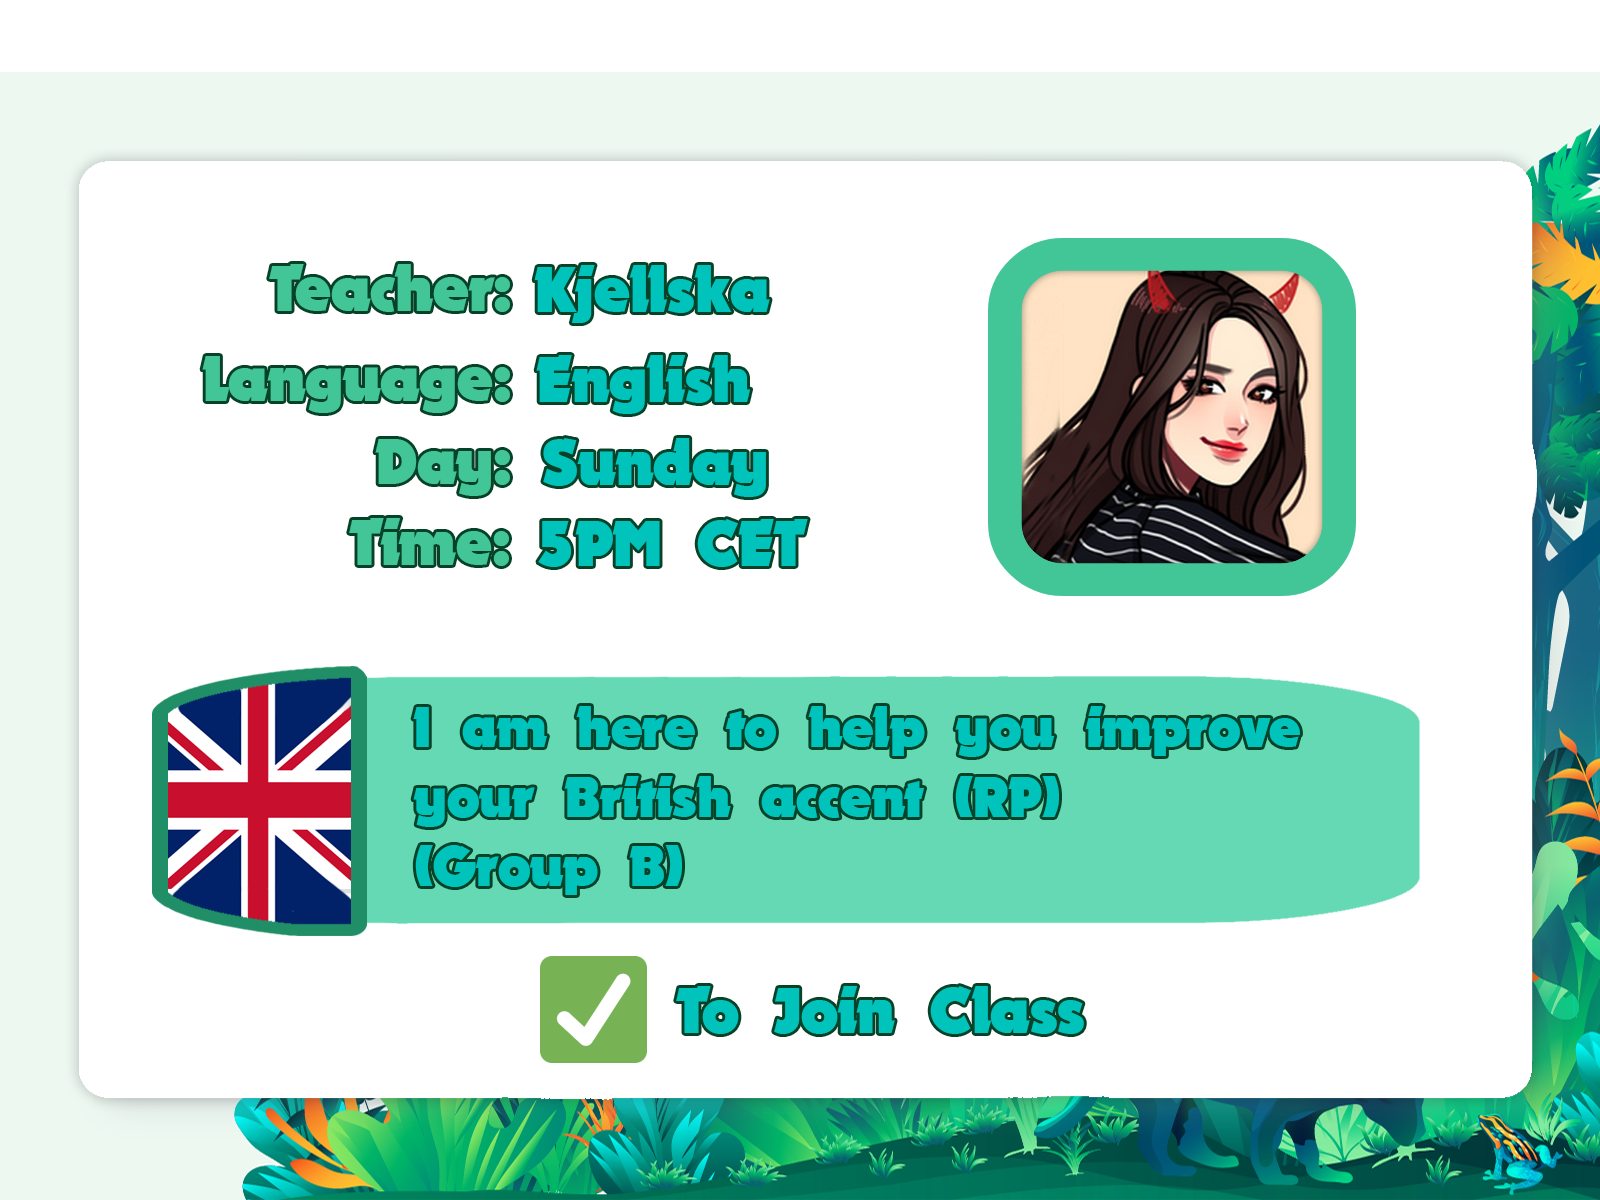 Teacher: Kjellska
Language: English
Day: Sunday
Time: 5PM CET
I am here to help you improve
your British accent (RP)
(Group B)
To Join Class